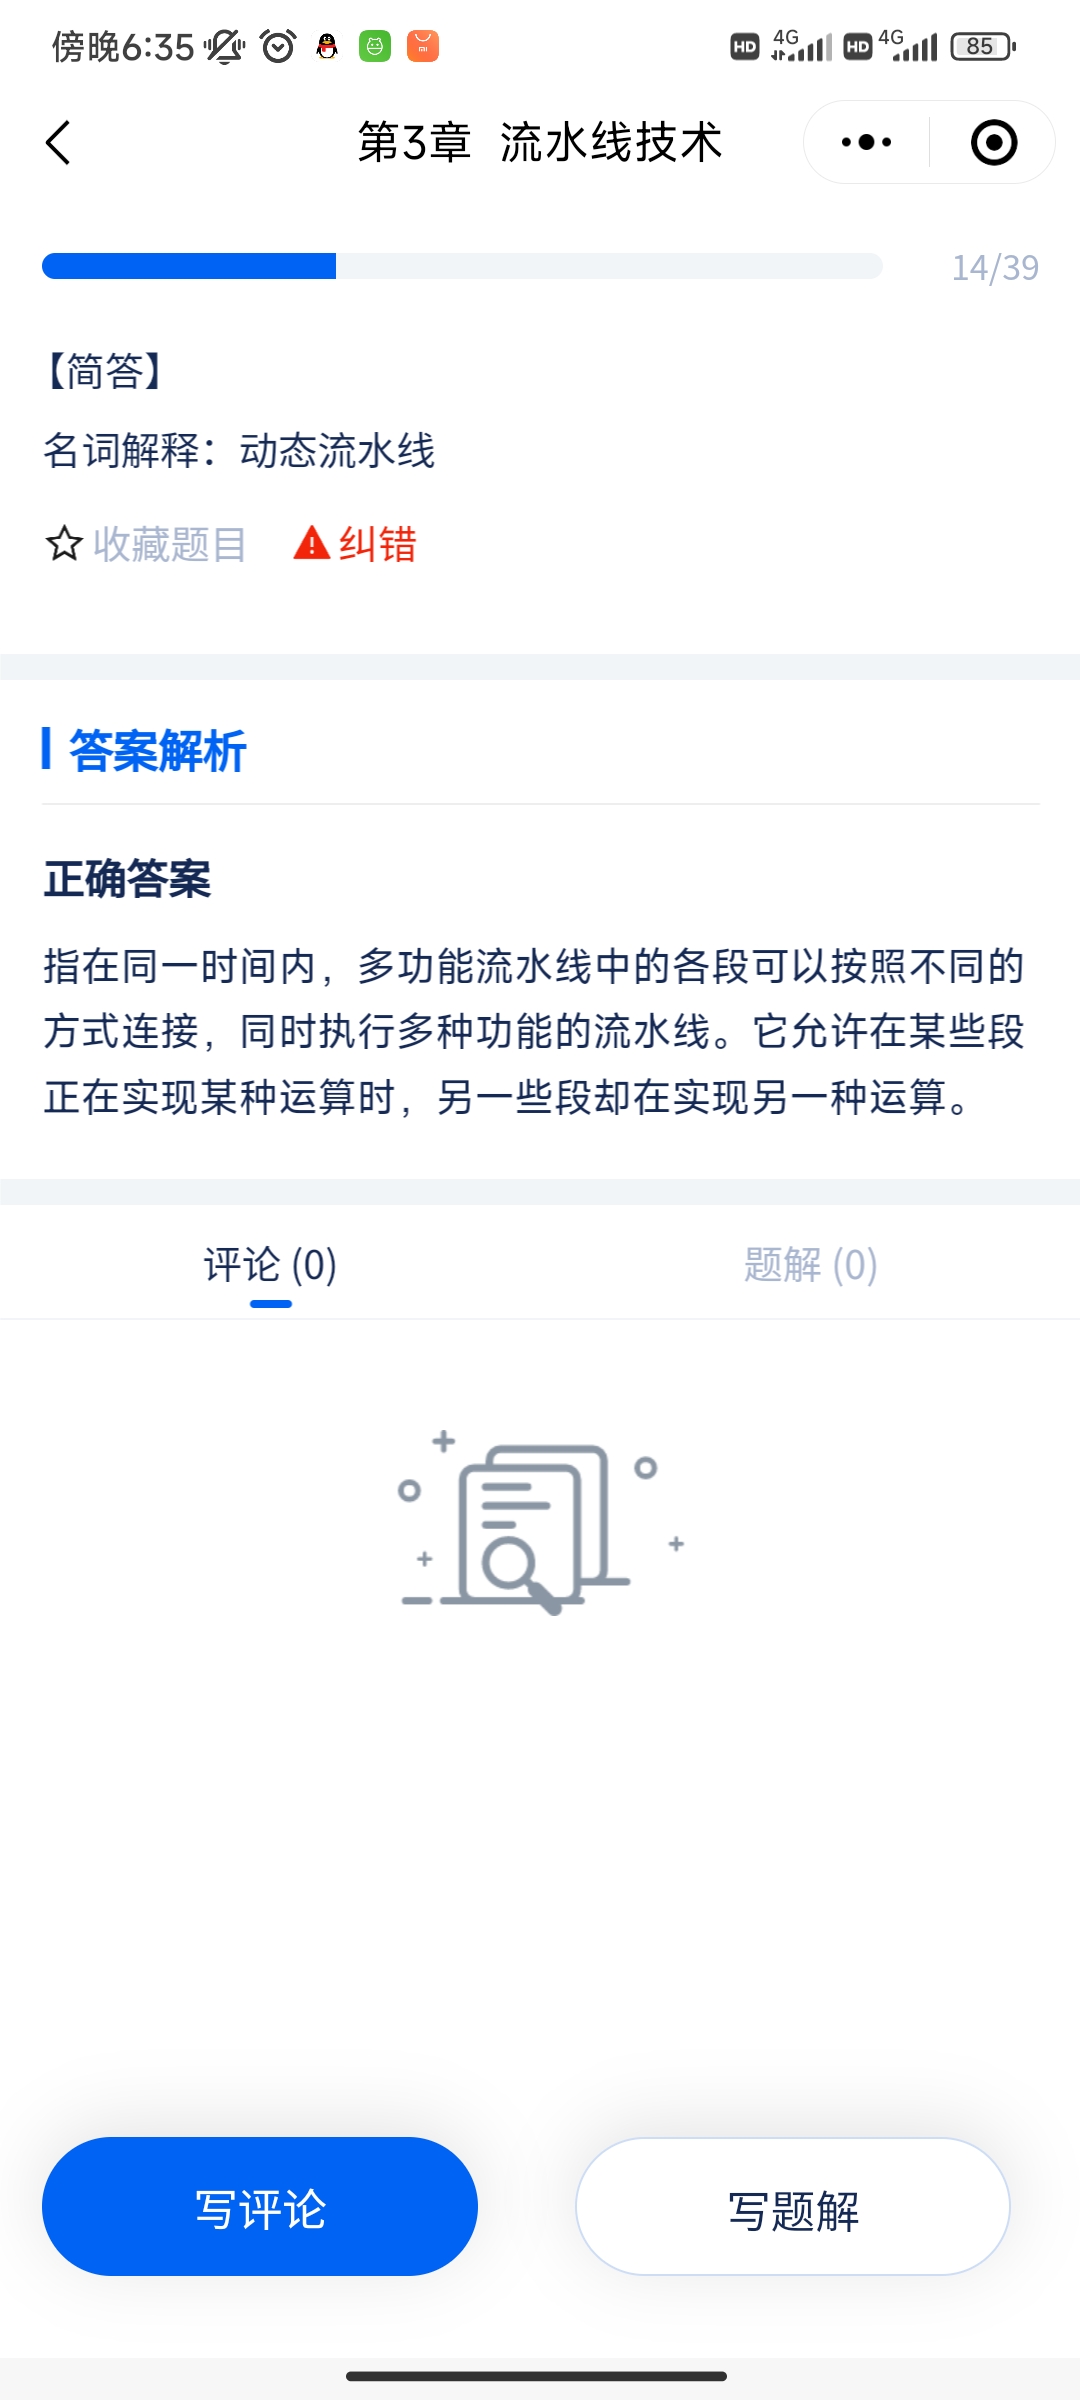 傍晚6:35
HD 4G HD 4G 85
第3章 流水线技术
14/39
【简答】
名词解释：动态流水线
收藏题目 纠错
答案解析
正确答案
指在同一时间内，多功能流水线中的各段可以按照不同的
方式连接，同时执行多种功能的流水线。它允许在某些段
正在实现某种运算时，另一些段却在实现另一种运算。
评论 (0) 题解 (0)
写评论 写题解